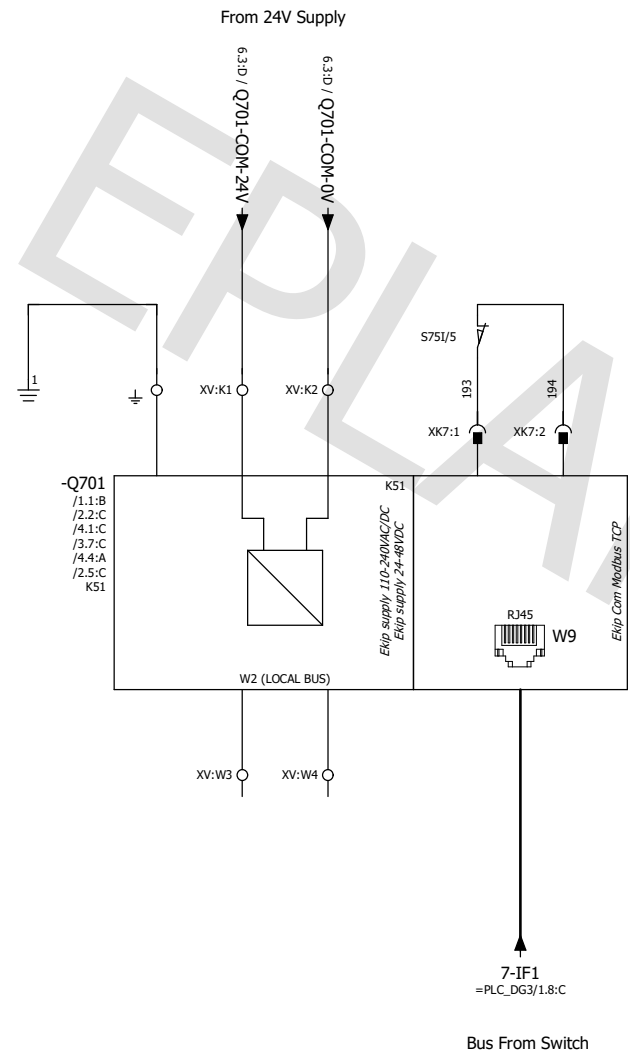 From 24V Supply
6.3:D / Q701-COM-24V
6.3:D / Q701-COM-0V
S75I/5
1
193
194
XV:K1
XV:K2
XK7:1
XK7:2
-Q701
/1.1:B
/2.2:C
/4.1:C
/3.7:C
/4.4:A
/2.5:C
K51
K51
Ekip supply 110-240VAC/DC
Ekip supply 24-48VDC
Ekip Com Modbus TCP
RJ45
W9
W2 (LOCAL BUS)
XV:W3
XV:W4
7-IF1
=PLC_DG3/1.8:C
Bus From Switch